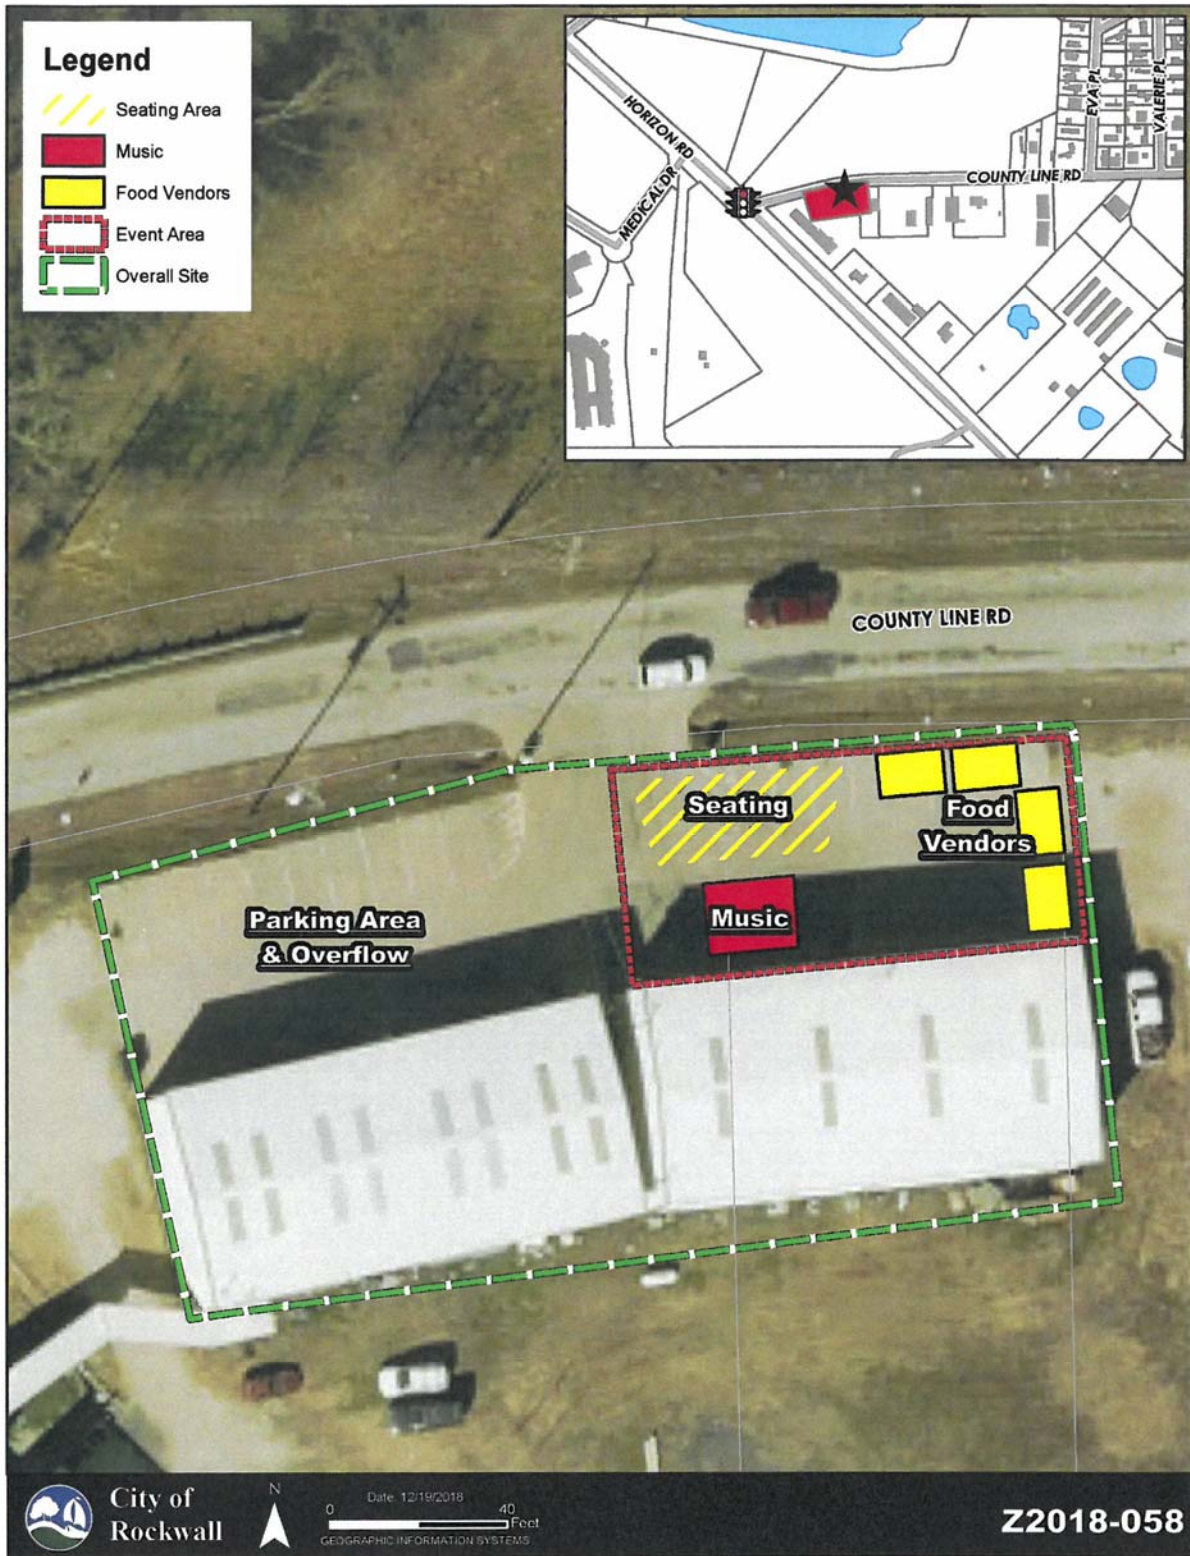 Legend
Seating Area
Music
Food Vendors
Event Area
Overall Site
HORIZON RD
MEDICAL DR
COUNTY LINE RD
EVA PL
VALERIE PL
COUNTY LINE RD
Seating
Food
Vendors
Music
Parking Area
& Overflow
City of
Rockwall
N
Date: 12/19/2018
0 40
Feet
GEOGRAPHIC INFORMATION SYSTEMS
Z2018-058